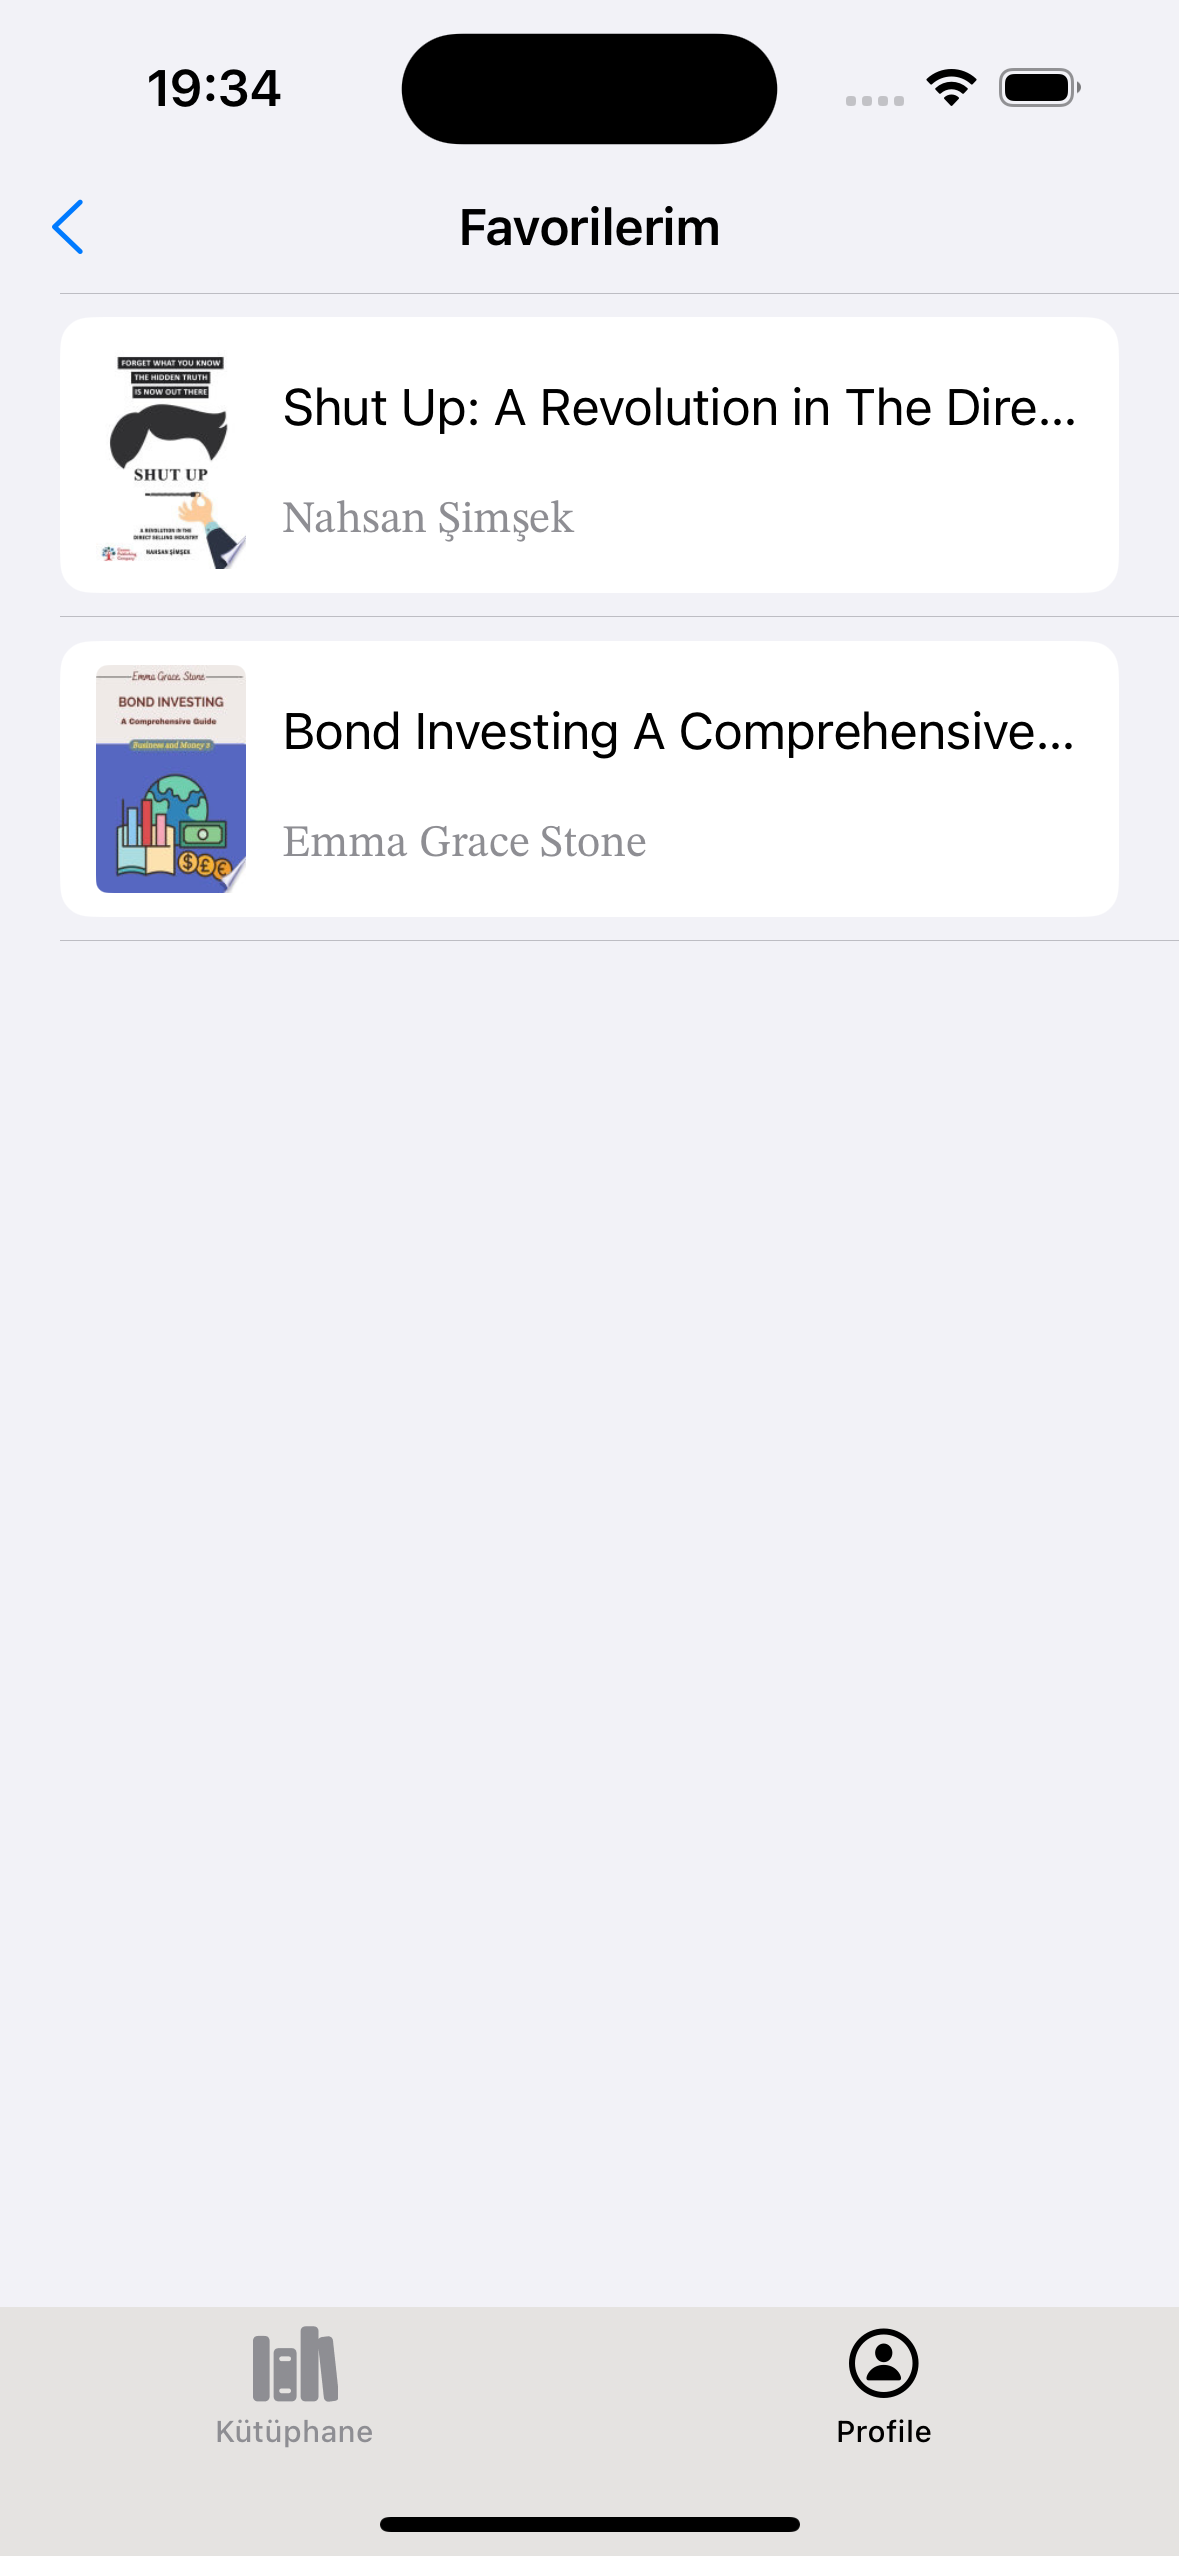 19:34
Favorilerim
FORGET WHAT YOU KNOW
THE HIDDEN TRUTH
IS NOW OUT THERE
SHUT UP
A REVOLUTION IN THE
DIRECT SELLING INDUSTRY
NAHSAN ŞİMŞEK
Shut Up: A Revolution in The Dire...
Nahsan Şimşek
Emma Grace Stone
BOND INVESTING
A Comprehensive Guide
Business and Money 2
Bond Investing A Comprehensive...
Emma Grace Stone
Kütüphane
Profile